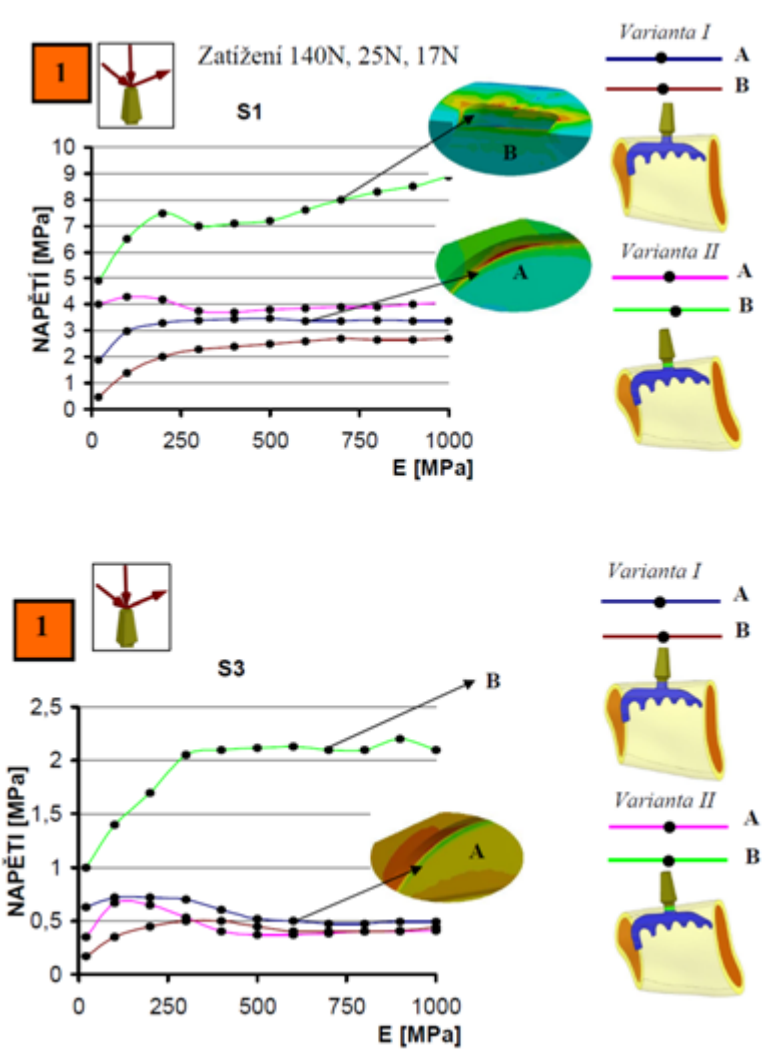 1
Zatížení 140N, 25N, 17N
Varianta I
A
B
S1
10
9
8
7
6
5
4
3
2
1
0
NAPĚTÍ [MPa]
0 250 500 750 1000
E [MPa]
B
A
Varianta II
A
B
1
Varianta I
A
B
S3
B
2,5
2
1,5
1
0,5
0
NAPĚTI [MPa]
0 250 500 750 1000
E [MPa]
A
Varianta II
A
B